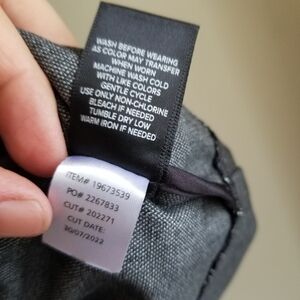 WASH BEFORE WEARING
AS COLOR MAY TRANSFER
WHEN WORN
MACHINE WASH COLD
WITH LIKE COLORS
GENTLE CYCLE
USE ONLY NON-CHLORINE
BLEACH IF NEEDED
TUMBLE DRY LOW
WARM IRON IF NEEDED
ITEM# 19673539
PO# 2267833
CUT# 202271
CUT DATE:
30/07/2022